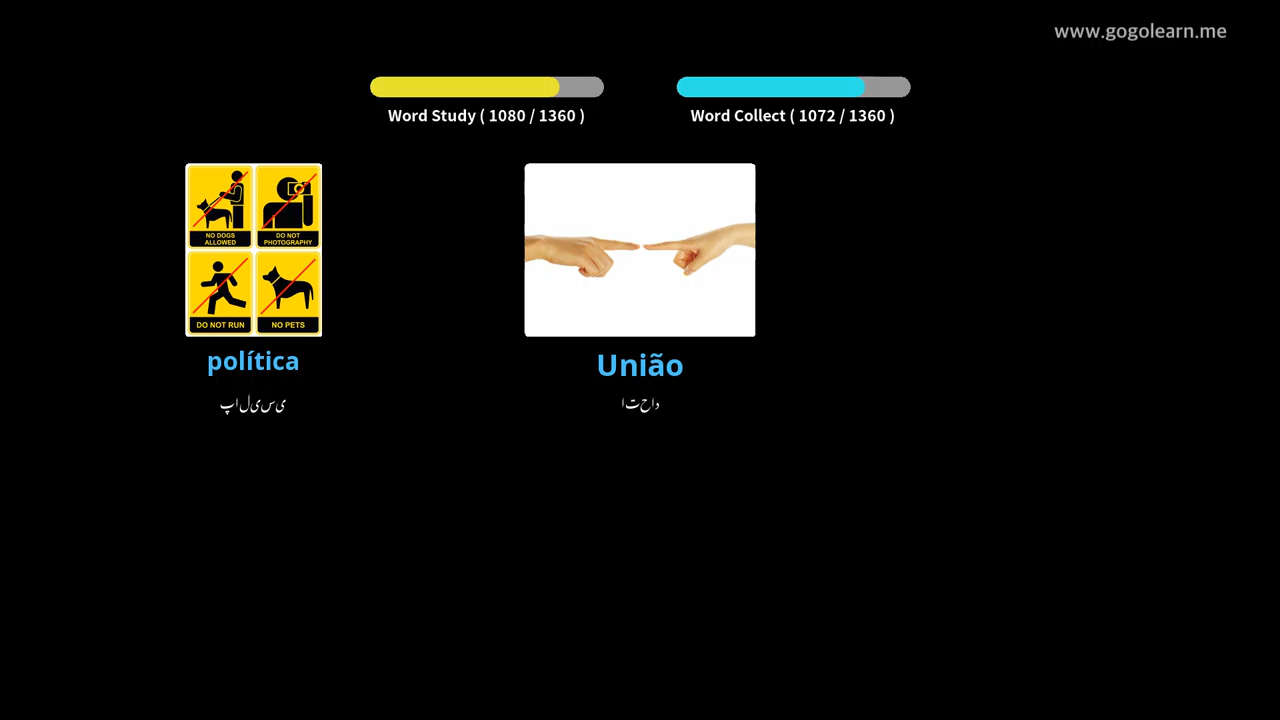 www.gogolearn.me
Word Study ( 1080 / 1360 )
Word Collect ( 1072 / 1360 )
NO DOGS
ALLOWED
DO NOT
PHOTOGRAPHY
DO NOT RUN
NO PETS
política
União
پالیسی
اتحاد